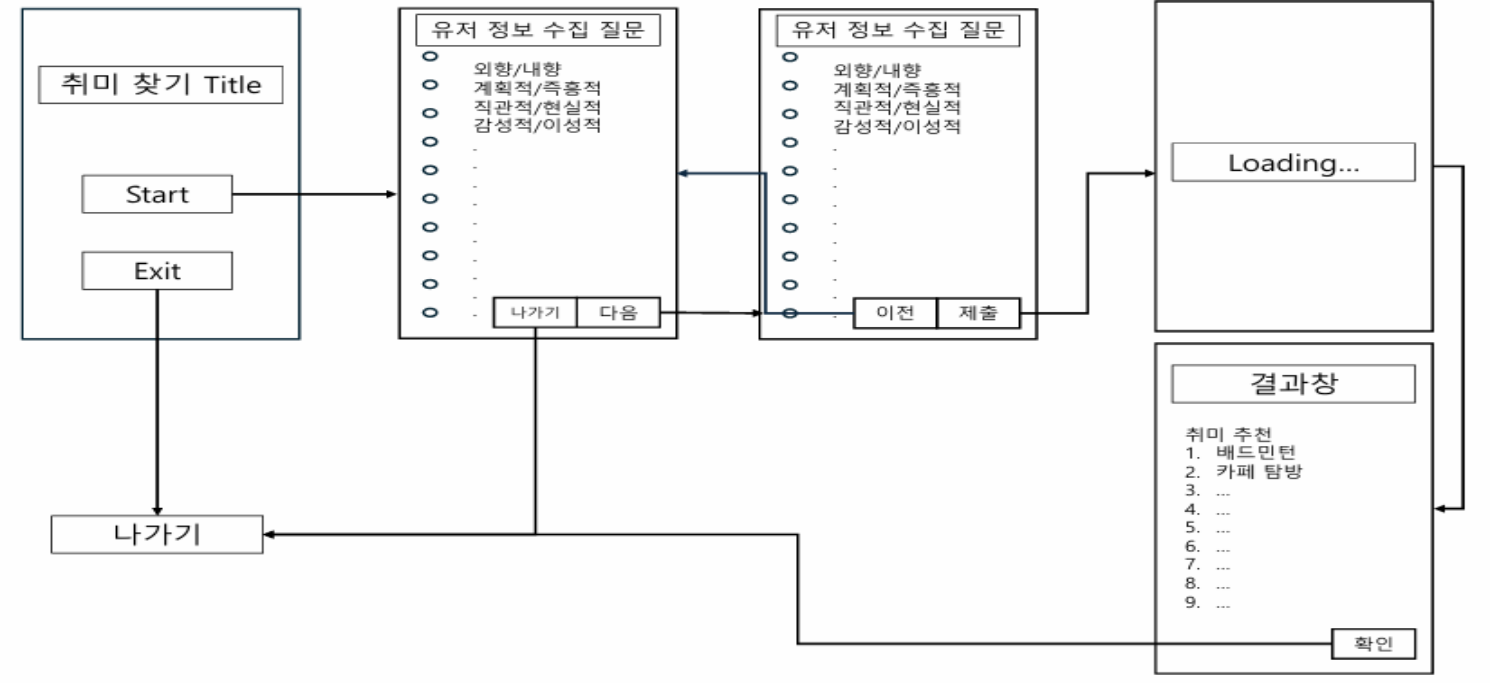 취미 찾기 Title
Start
Exit
나가기
유저 정보 수집 질문
외향/내향
계획적/즉흥적
직관적/현실적
감성적/이성적
.
.
.
.
.
.
.
.
.
.
나가기
다음
유저 정보 수집 질문
외향/내향
계획적/즉흥적
직관적/현실적
감성적/이성적
.
.
.
.
.
.
.
.
.
.
이전
제출
Loading...
결과창
취미 추천
1. 배드민턴
2. 카페 탐방
3. ...
4. ...
5. ...
6. ...
7. ...
8. ...
9. ...
확인